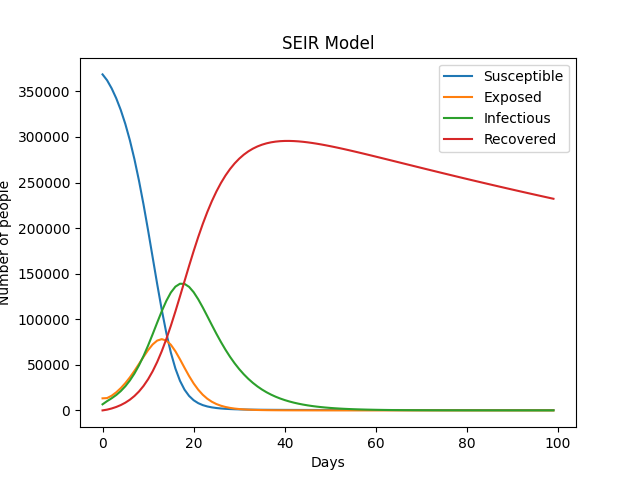 SEIR Model
Susceptible
Exposed
Infectious
Recovered
Number of people
350000
300000
250000
200000
150000
100000
50000
0
0 20 40 60 80 100
Days